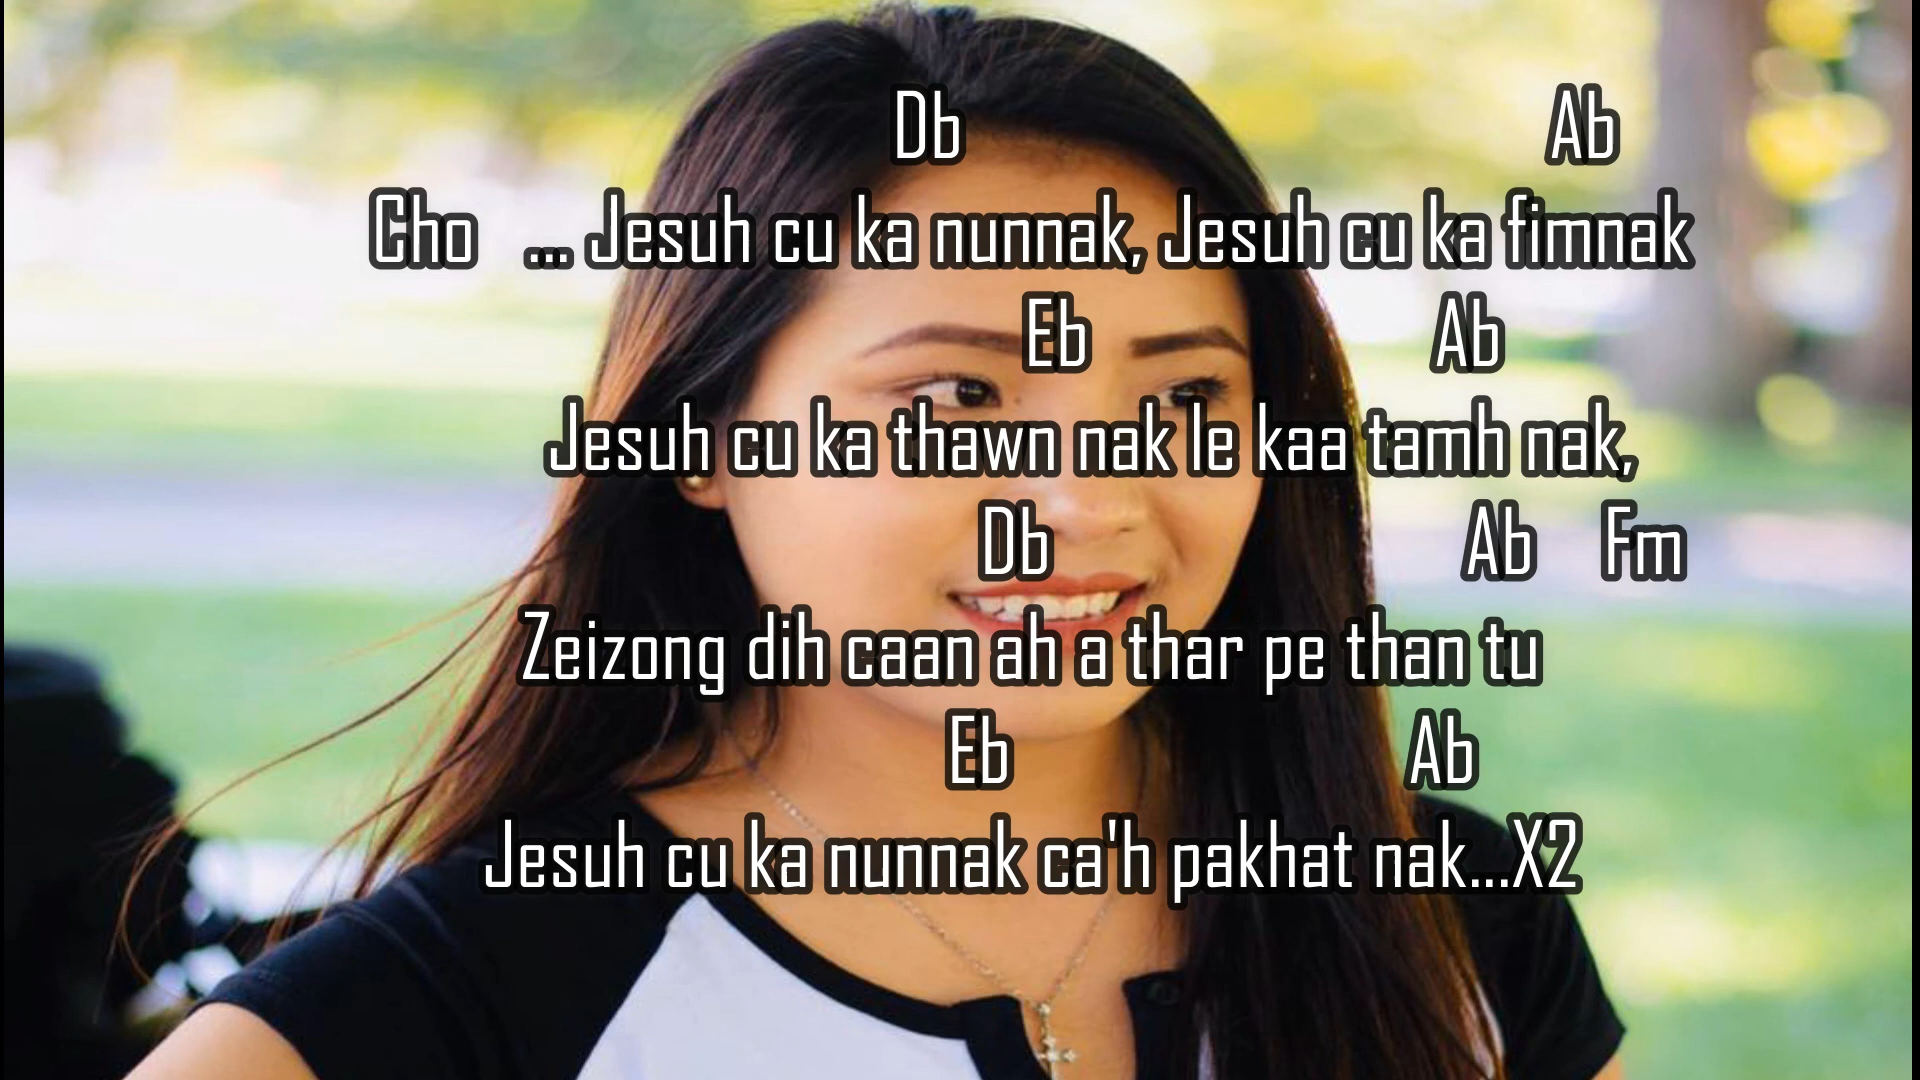 Db Ab
Cho ... Jesuh cu ka nunnak, Jesuh cu ka fimnak
Eb Ab
Jesuh cu ka thawn nak le kaa tamh nak,
Db Ab Fm
Zeizong dih caan ah a thar pe than tu
Eb Ab
Jesuh cu ka nunnak ca'h pakhat nak...X2